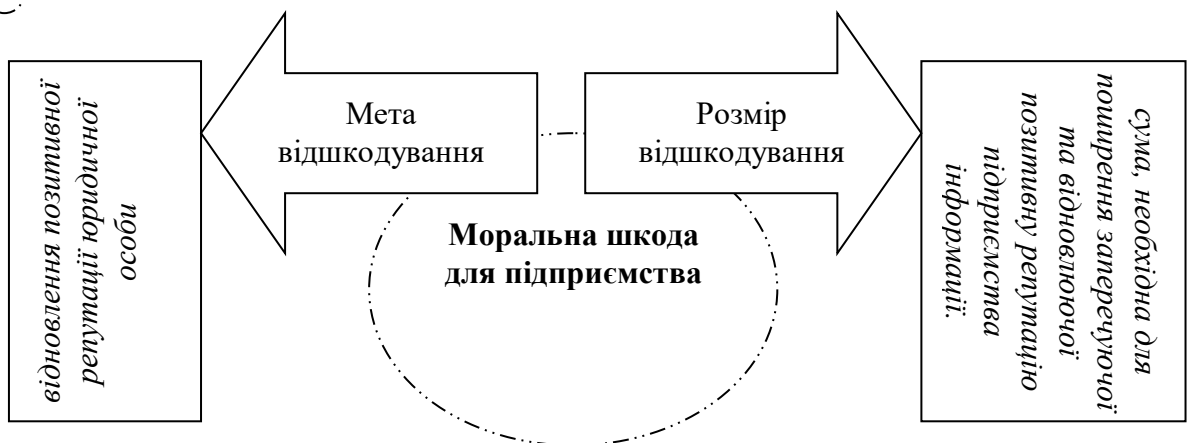 відновлення позитивної
репутації юридичної
особи
Мета
відшкодування
Розмір
відшкодування
Моральна шкода
для підприємства
сума, необхідна для
поширення заперечуючої
та відновлюючої
позитивну репутацію
підприємства
інформації.